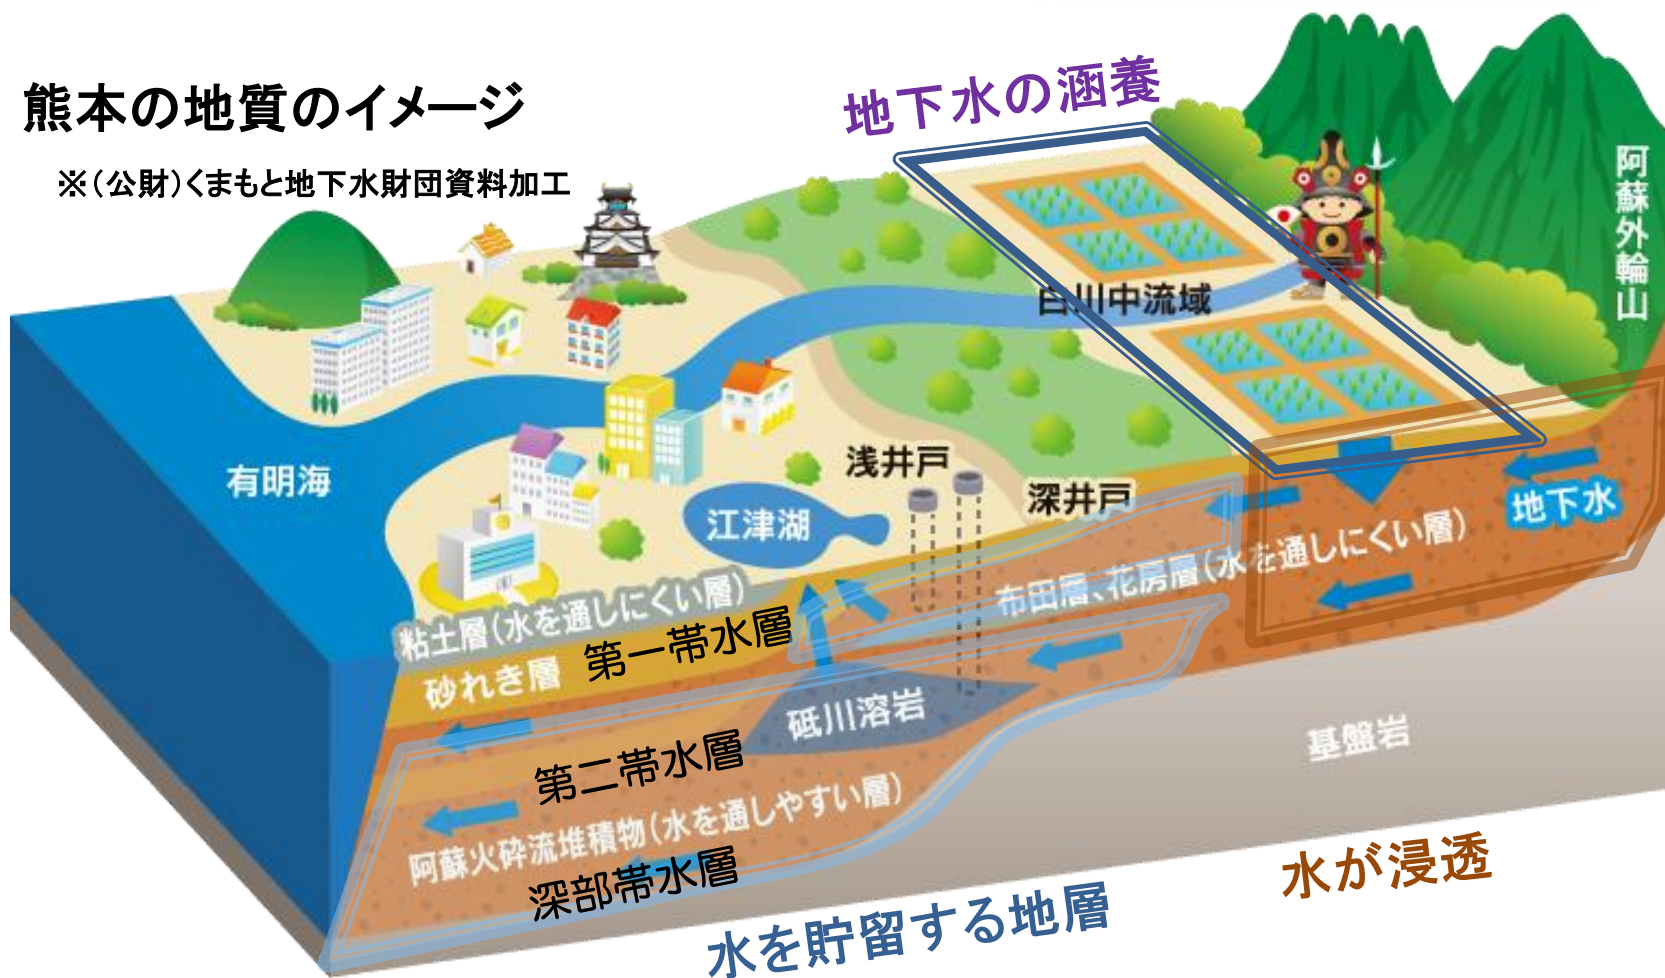 熊本の地質のイメージ
※(公財)くまもと地下水財団資料加工
地下水の涵養
阿蘇外輪山
白川中流域
有明海
浅井戸
深井戸
江津湖
地下水
布田層、花房層(水を通しにくい層)
粘土層(水を通しにくい層)
第一帯水層
砂れき層
砥川溶岩
基盤岩
第二帯水層
阿蘇火砕流堆積物(水を通しやすい層)
深部帯水層
水が浸透
水を貯留する地層